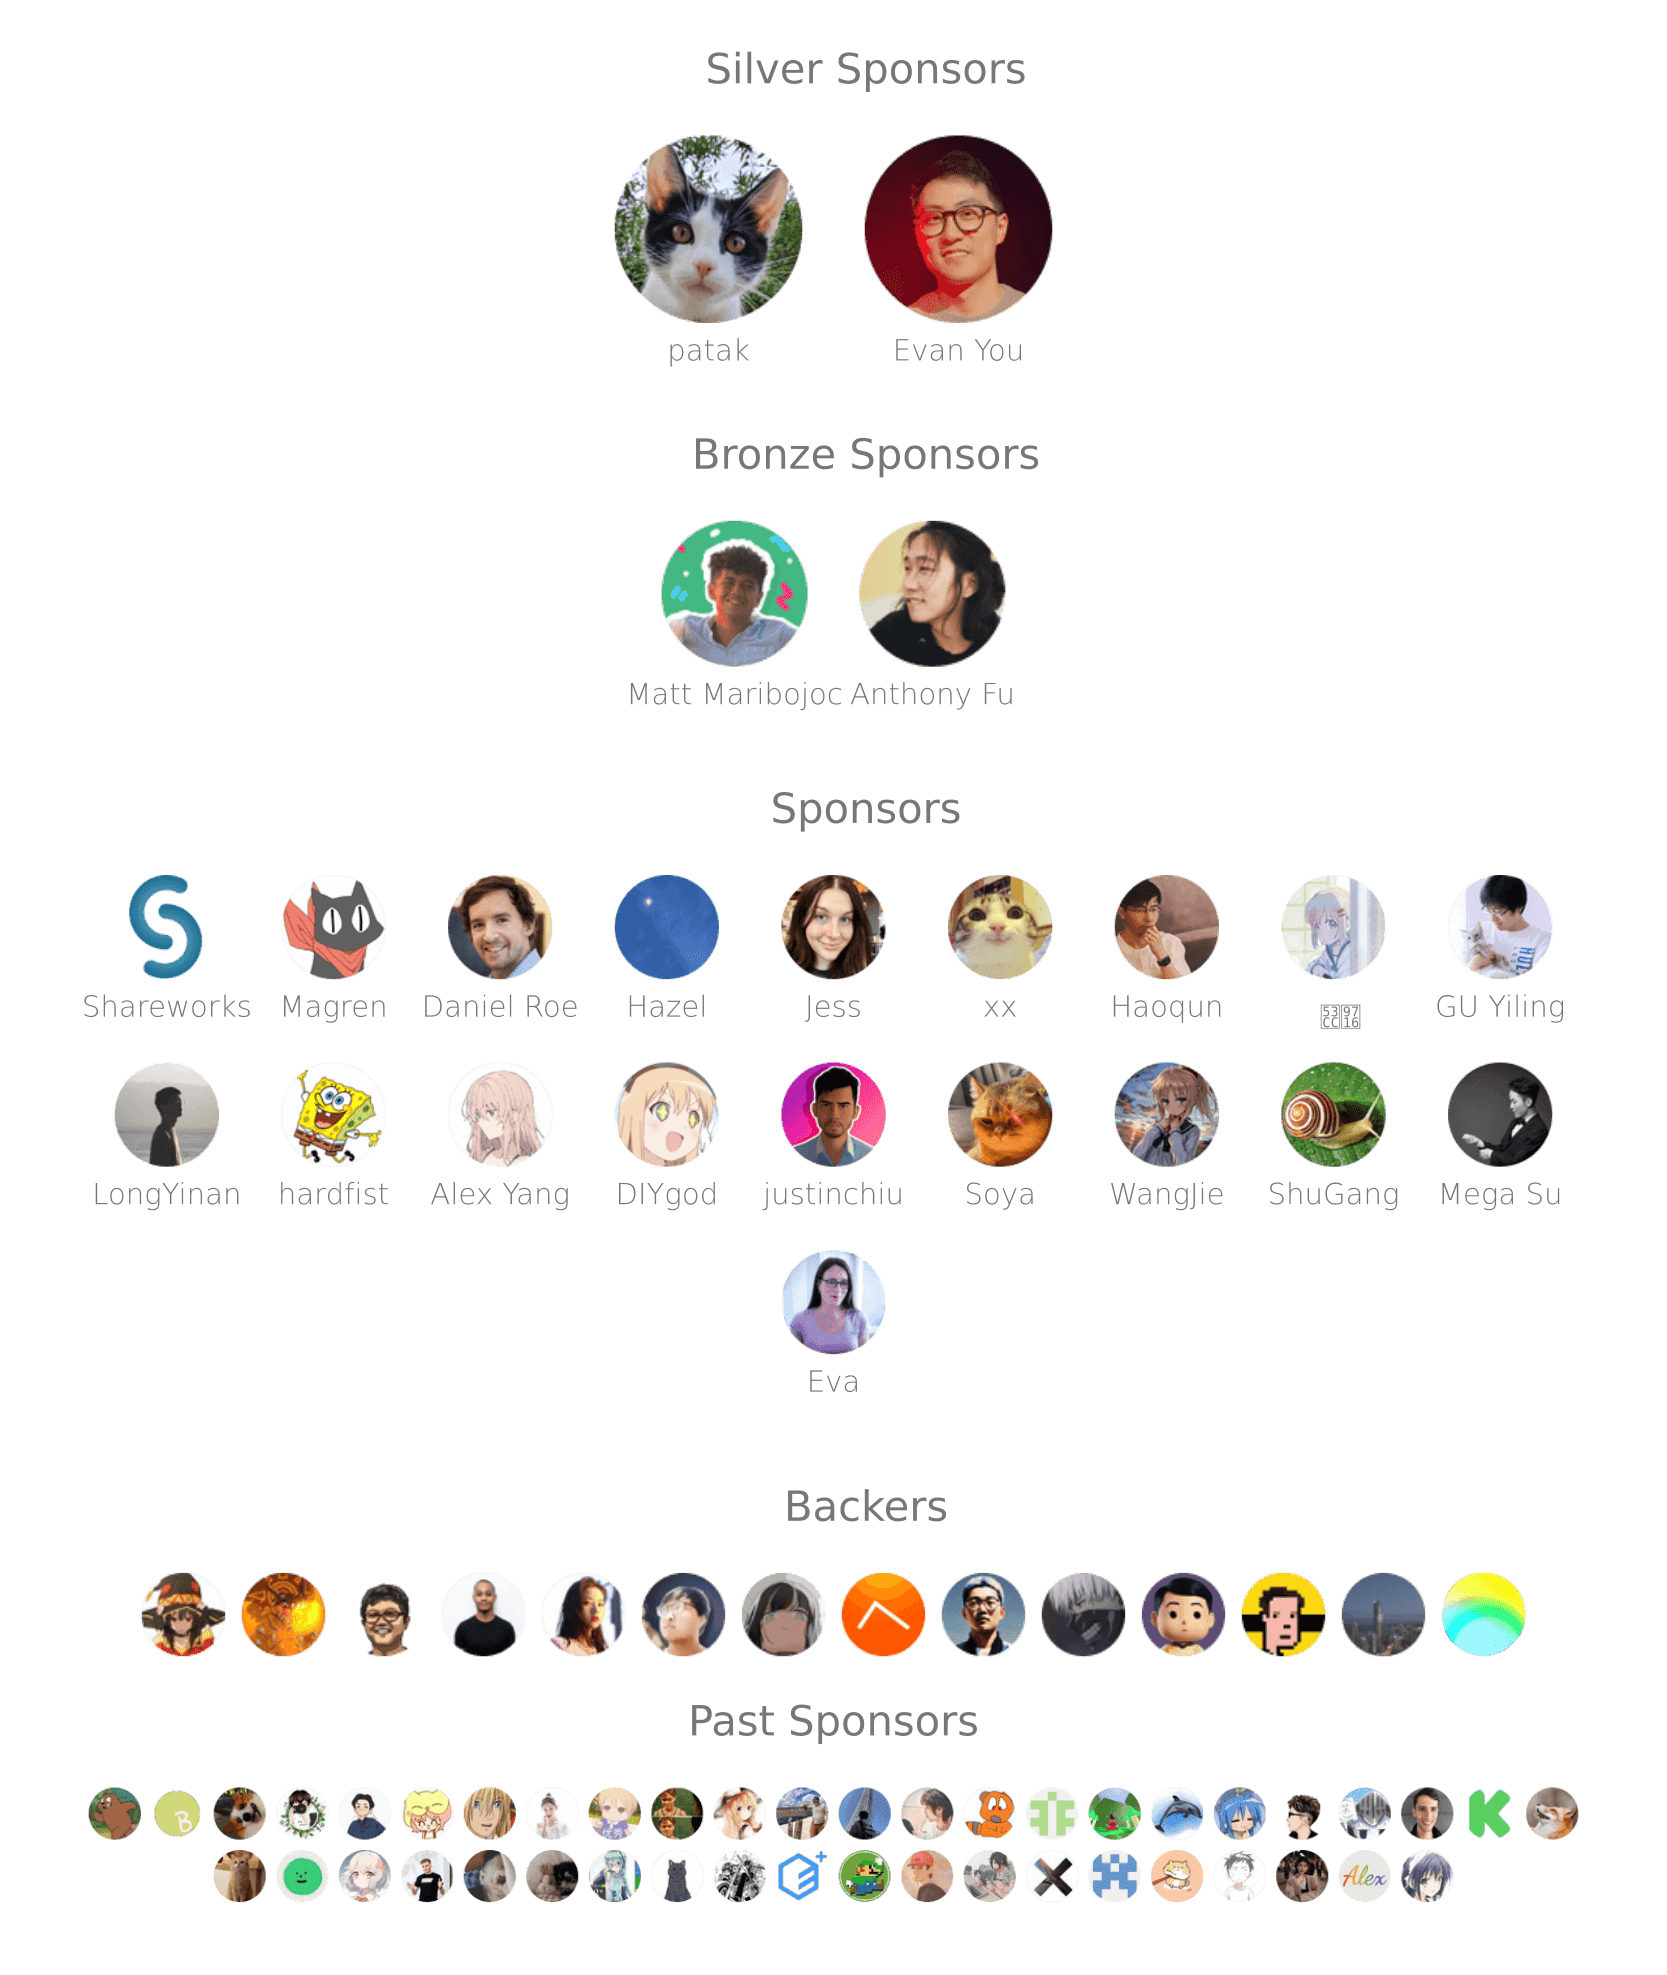 Silver Sponsors
patak Evan You
Bronze Sponsors
Matt Maribojoc Anthony Fu
Sponsors
Shareworks Magren Daniel Roe Hazel Jess xx Haoqun GU Yiling
LongYinan hardfist Alex Yang DIYgod justinchiu Soya WangJie ShuGang Mega Su
Eva
Backers
Past Sponsors
B
K
Alex